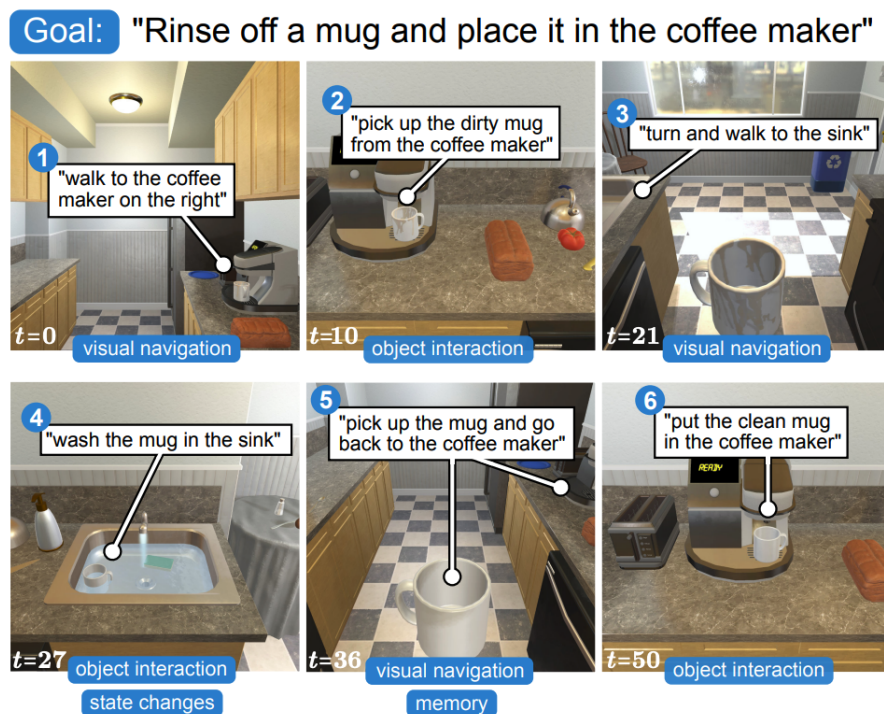 Goal: "Rinse off a mug and place it in the coffee maker"
1
"walk to the coffee
maker on the right"
t=0
visual navigation
2
"pick up the dirty mug
from the coffee maker"
t=10
object interaction
3
"turn and walk to the sink"
t=21
visual navigation
4
"wash the mug in the sink"
t=27
object interaction
state changes
5
"pick up the mug and go
back to the coffee maker"
t=36
visual navigation
memory
6
"put the clean mug
in the coffee maker"
READY
t=50
object interaction